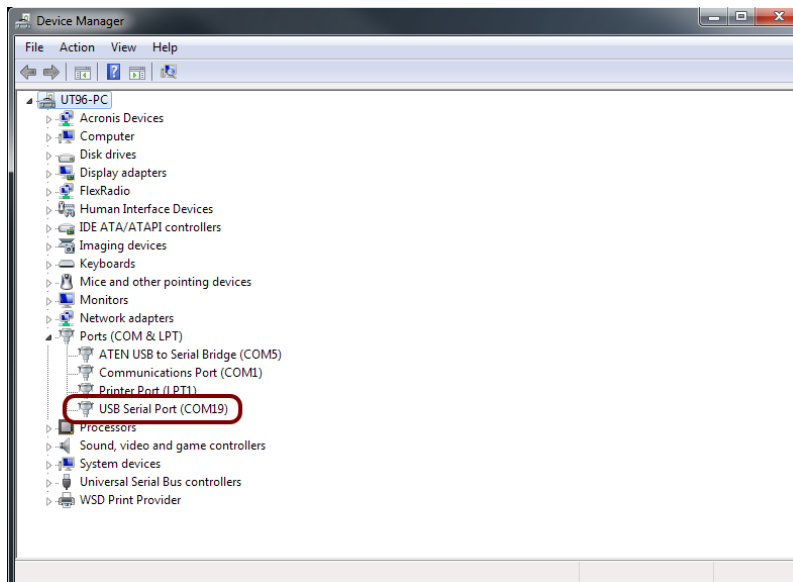 Device Manager
File Action View Help
UT96-PC
Acronis Devices
Computer
Disk drives
Display adapters
FlexRadio
Human Interface Devices
IDE ATA/ATAPI controllers
Imaging devices
Keyboards
Mice and other pointing devices
Monitors
Network adapters
Ports (COM & LPT)
ATEN USB to Serial Bridge (COM5)
Communications Port (COM1)
Printer Port (LPT1)
USB Serial Port (COM19)
Processors
Sound, video and game controllers
System devices
Universal Serial Bus controllers
WSD Print Provider